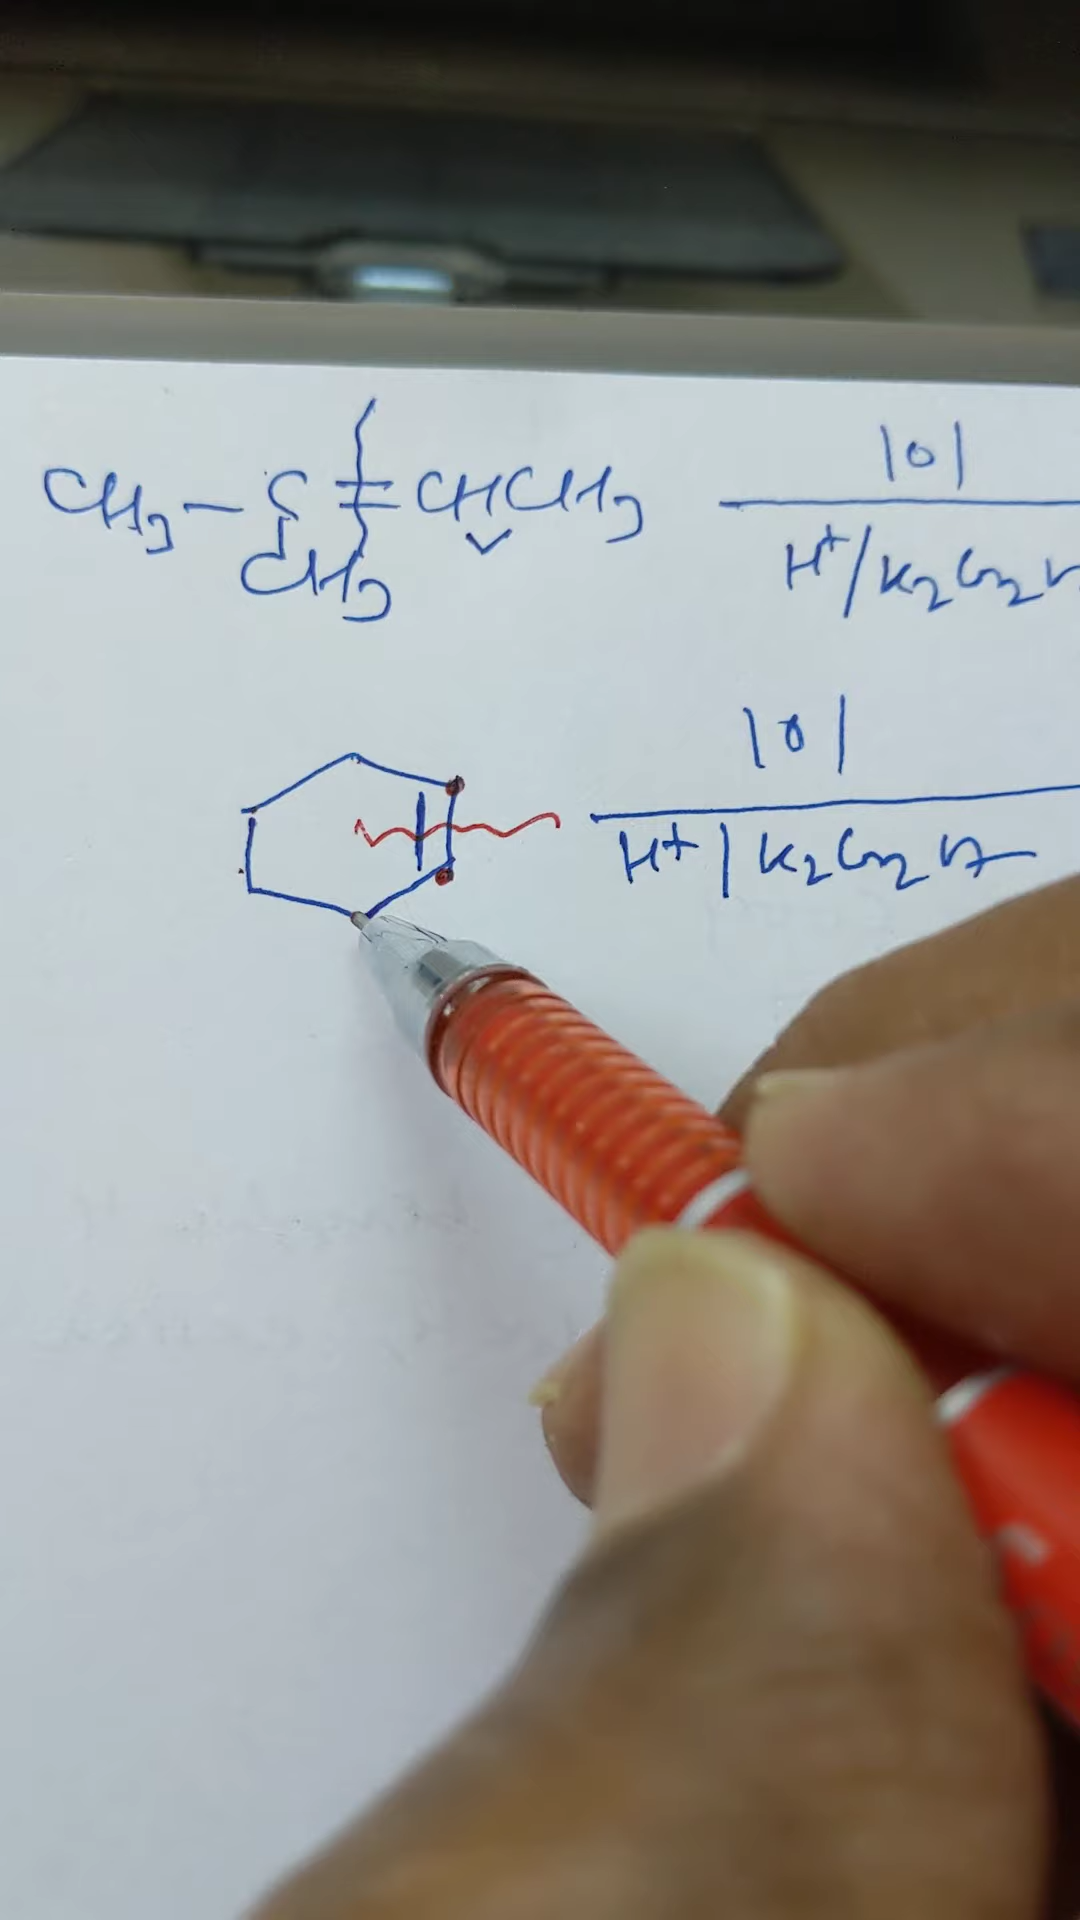 CH3 - C = CHCH3 |O|
CH3 H+/K2Cr2
|O|
H+ | K2Cr2O7